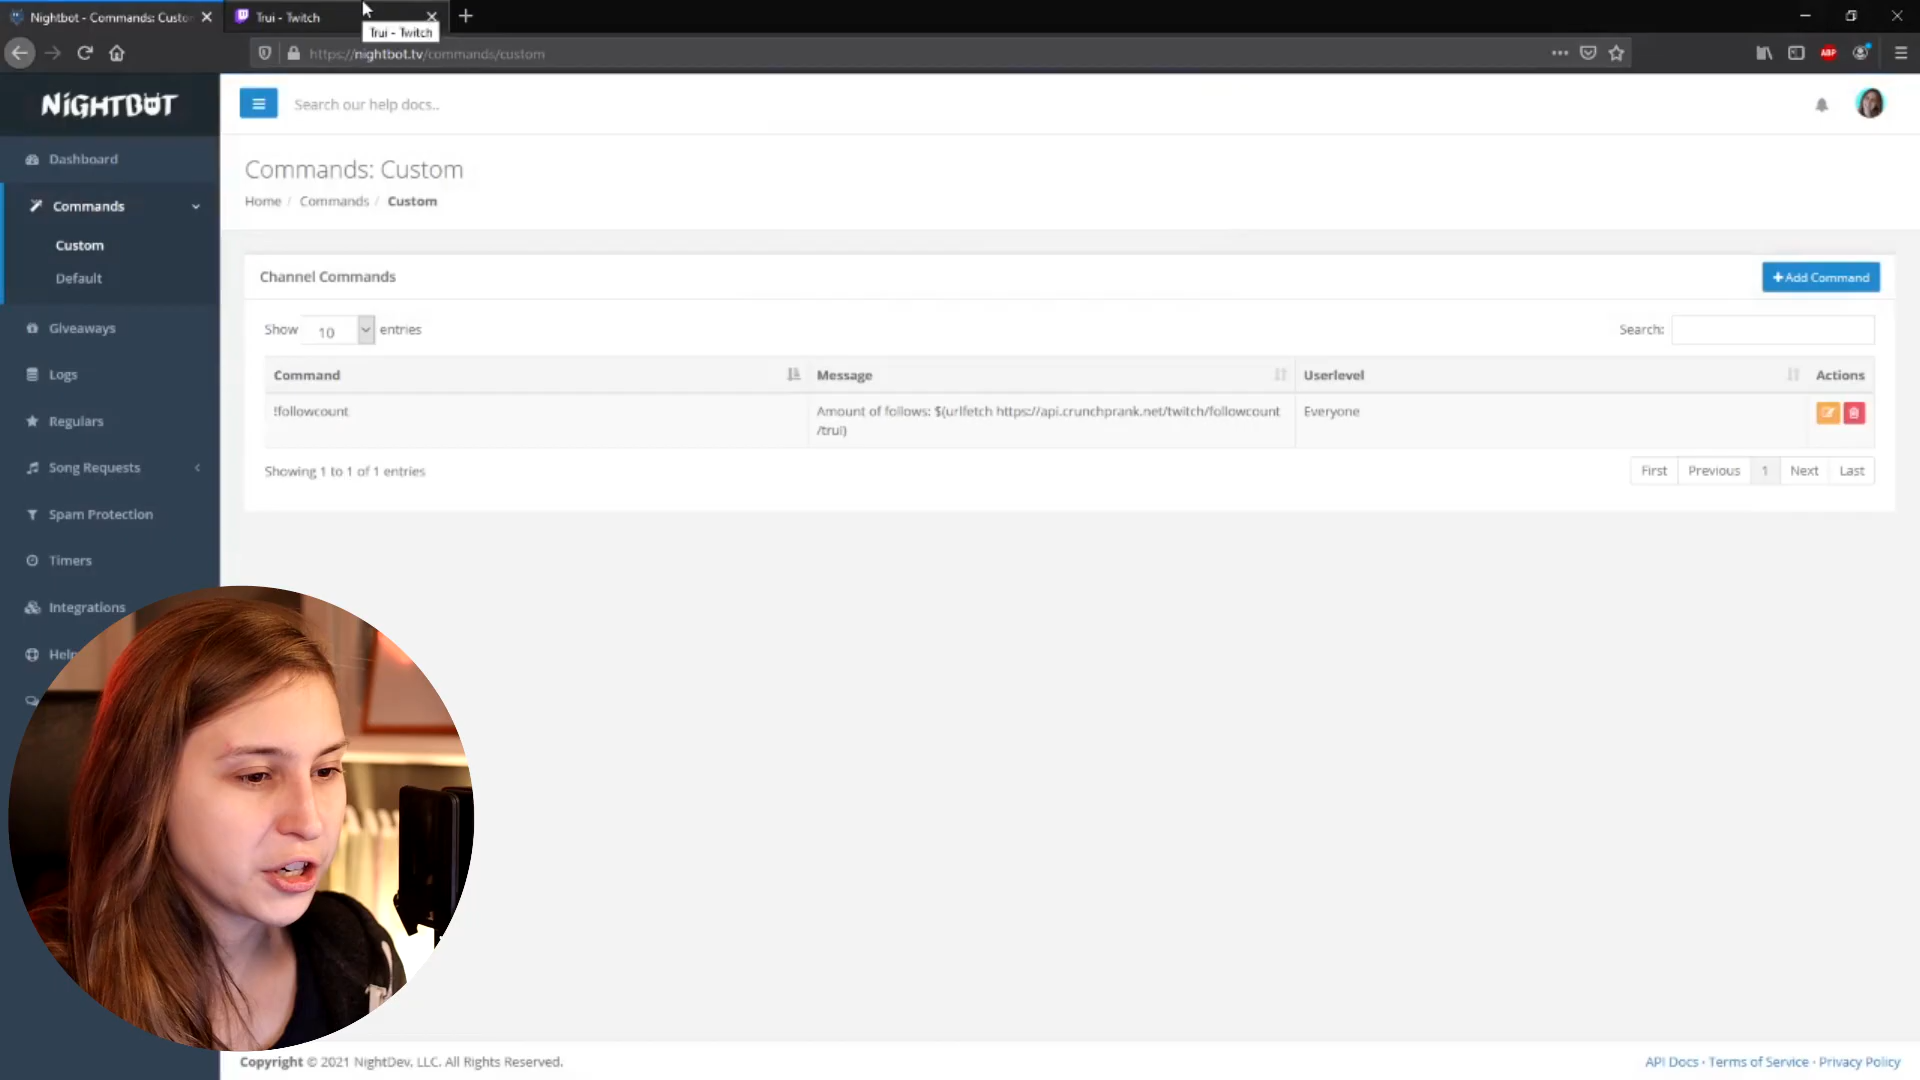 Nightbot - Commands: Custor
Trui - Twitch
Trui - Twitch
https://nightbot.tv/commands/custom
ABP
NiGHTBOT
Search our help docs..
Dashboard
Commands
Custom
Default
Giveaways
Logs
Regulars
Song Requests
Spam Protection
Timers
Integrations
Help
Commands: Custom
Home / Commands / Custom
Channel Commands
+Add Command
Show 10 entries
Search:
Command Message Userlevel Actions
!followcount Amount of follows: $(urlfetch https://api.crunchprank.net/twitch/followcount Everyone
/trui)
Showing 1 to 1 of 1 entries
First Previous 1 Next Last
Copyright © 2021 NightDev, LLC. All Rights Reserved.
API Docs · Terms of Service · Privacy Policy